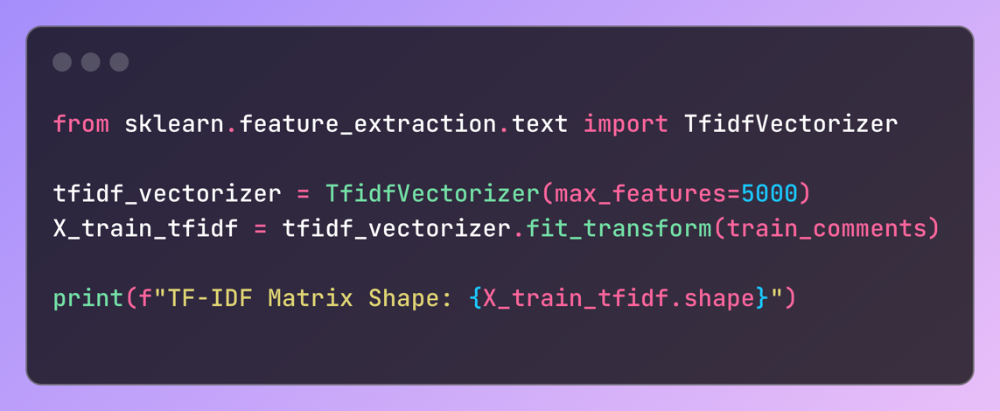 from sklearn.feature_extraction.text import TfidfVectorizer
tfidf_vectorizer = TfidfVectorizer(max_features=5000)
X_train_tfidf = tfidf_vectorizer.fit_transform(train_comments)
print(f"TF-IDF Matrix Shape: {X_train_tfidf.shape}")